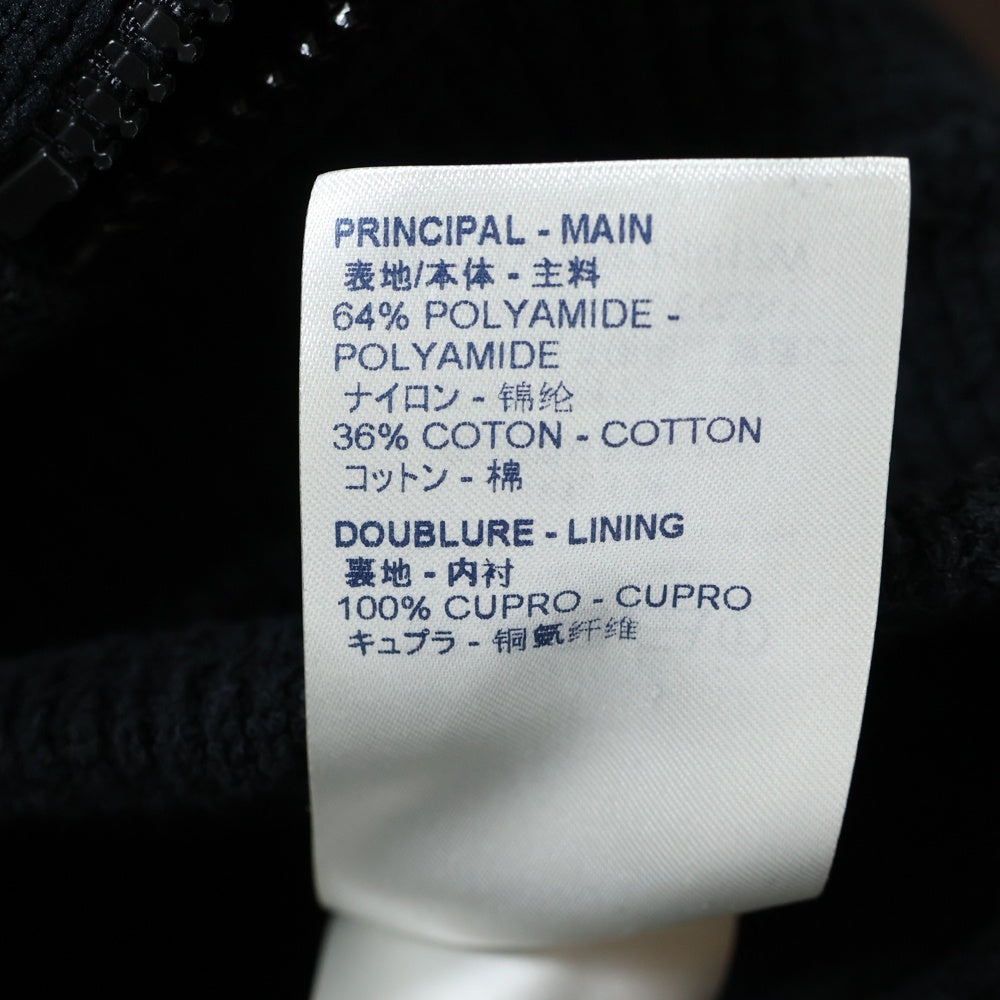 PRINCIPAL - MAIN
表地/本体 - 主料
64% POLYAMIDE -
POLYAMIDE
ナイロン - 锦纶
36% COTON - COTTON
コットン - 棉
DOUBLURE - LINING
裏地 - 内衬
100% CUPRO - CUPRO
キュプラ - 铜氨纤维